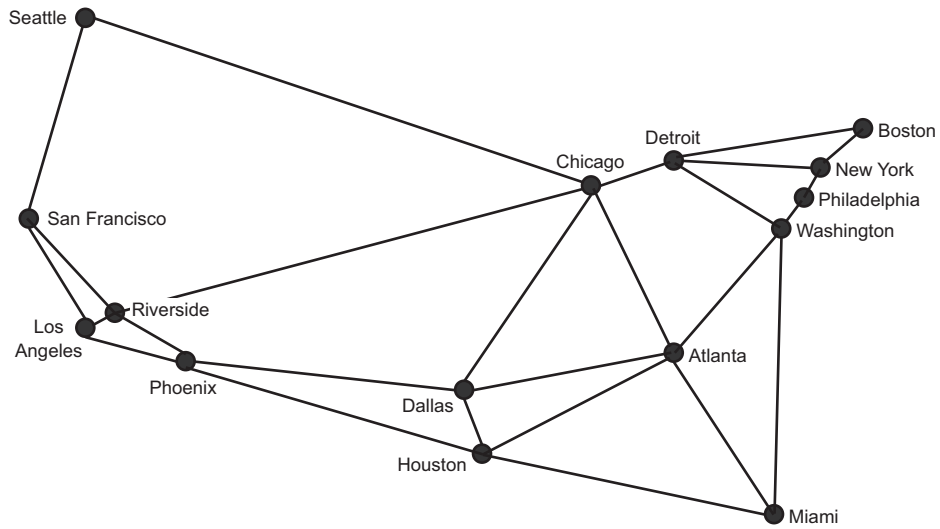 Seattle
Boston
Detroit
Chicago
New York
Philadelphia
San Francisco
Washington
Riverside
Los
Angeles
Atlanta
Phoenix
Dallas
Houston
Miami